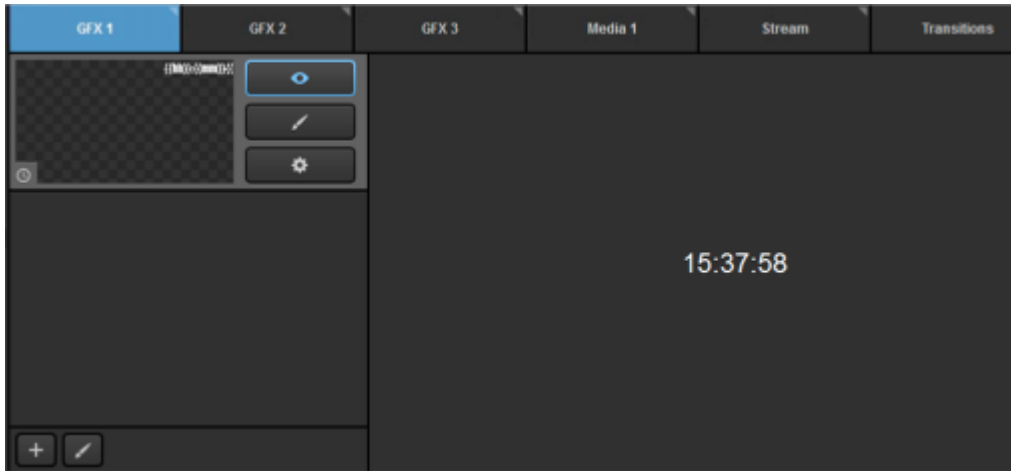 GFX 1
GFX 2
GFX 3
Media 1
Stream
Transitions
15:37:58